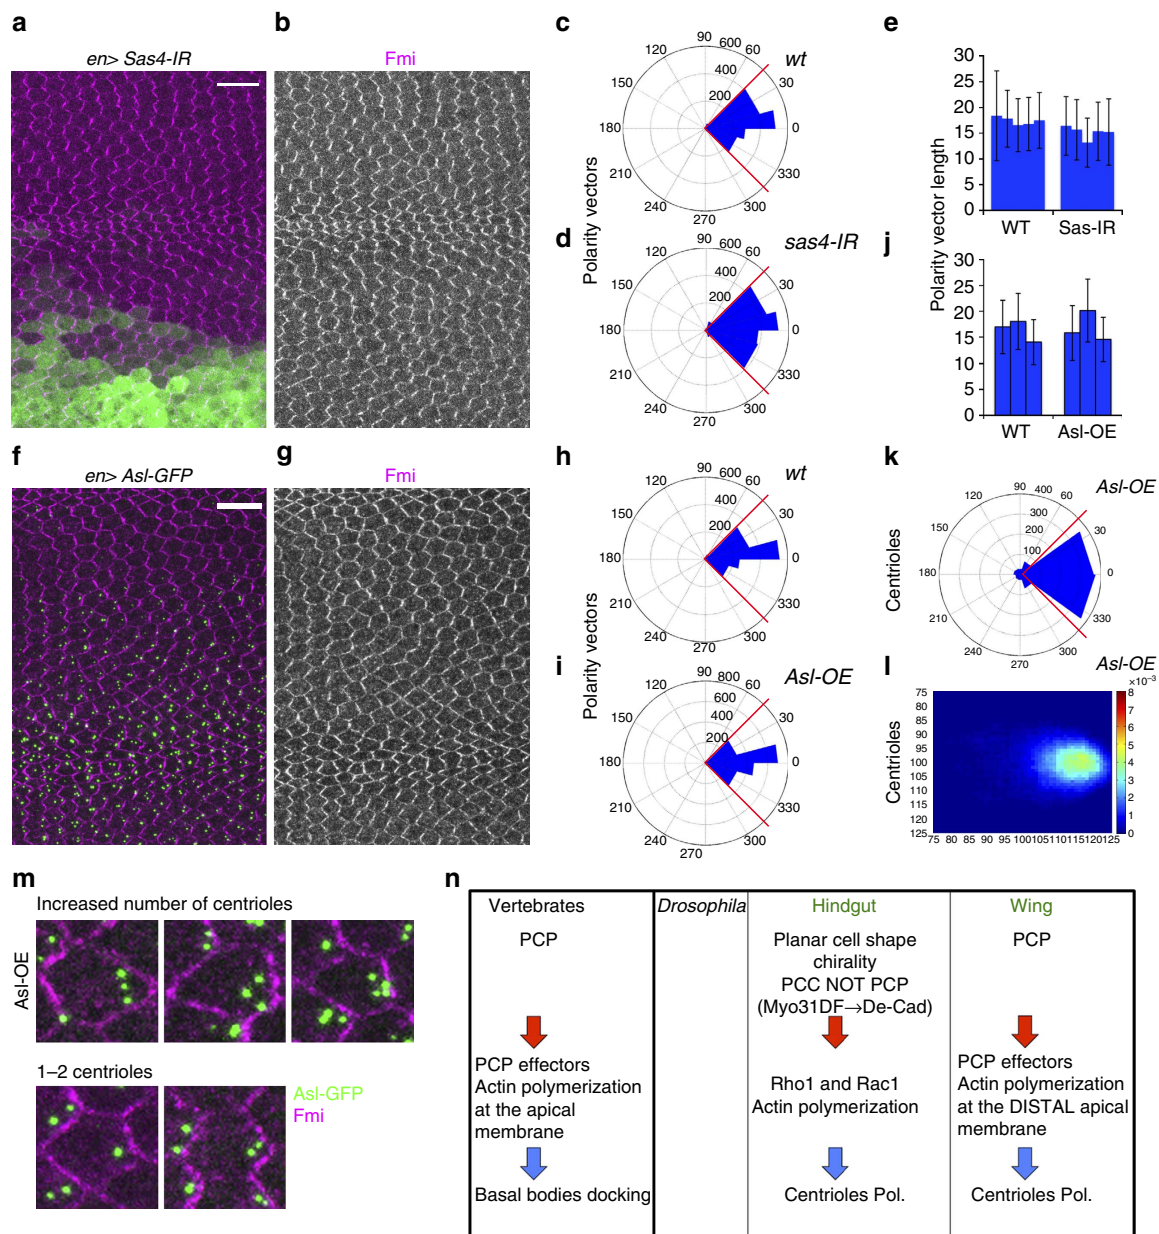 a
en> Sas4-IR
b
Fmi
c
wt
90
600
120
60
400
150
30
200
180
0
210
330
240
300
270
Polarity vectors
d
sas4-IR
90
600
120
60
400
150
30
200
180
0
210
330
240
300
270
e
30
25
20
15
10
5
0
WT Sas-IR
Polarity vector length
j
30
25
20
15
10
5
0
WT Asl-OE
f
en> Asl-GFP
g
Fmi
h
wt
90
600
120
60
400
150
30
200
180
0
210
330
240
300
270
Polarity vectors
i
Asl-OE
90
800
120
60
600
400
150
30
200
180
0
210
330
240
300
270
k
Asl-OE
90
400
120
60
300
150
30
200
100
180
0
210
330
240
300
270
Centrioles
l
Asl-OE
×10⁻³
75
80
85
90
95
100
105
110
115
120
125
75 80 85 90 95 100 105 110 115 120 125
8
7
6
5
4
3
2
1
0
Centrioles
m
Increased number of centrioles
Asl-OE
1–2 centrioles
Asl-GFP
Fmi
n
Vertebrates
PCP
PCP effectors
Actin polymerization
at the apical
membrane
Basal bodies docking
Drosophila
Hindgut
Planar cell shape
chirality
PCC NOT PCP
(Myo31DF→De-Cad)
Rho1 and Rac1
Actin polymerization
Centrioles Pol.
Wing
PCP
PCP effectors
Actin polymerization
at the DISTAL apical
membrane
Centrioles Pol.